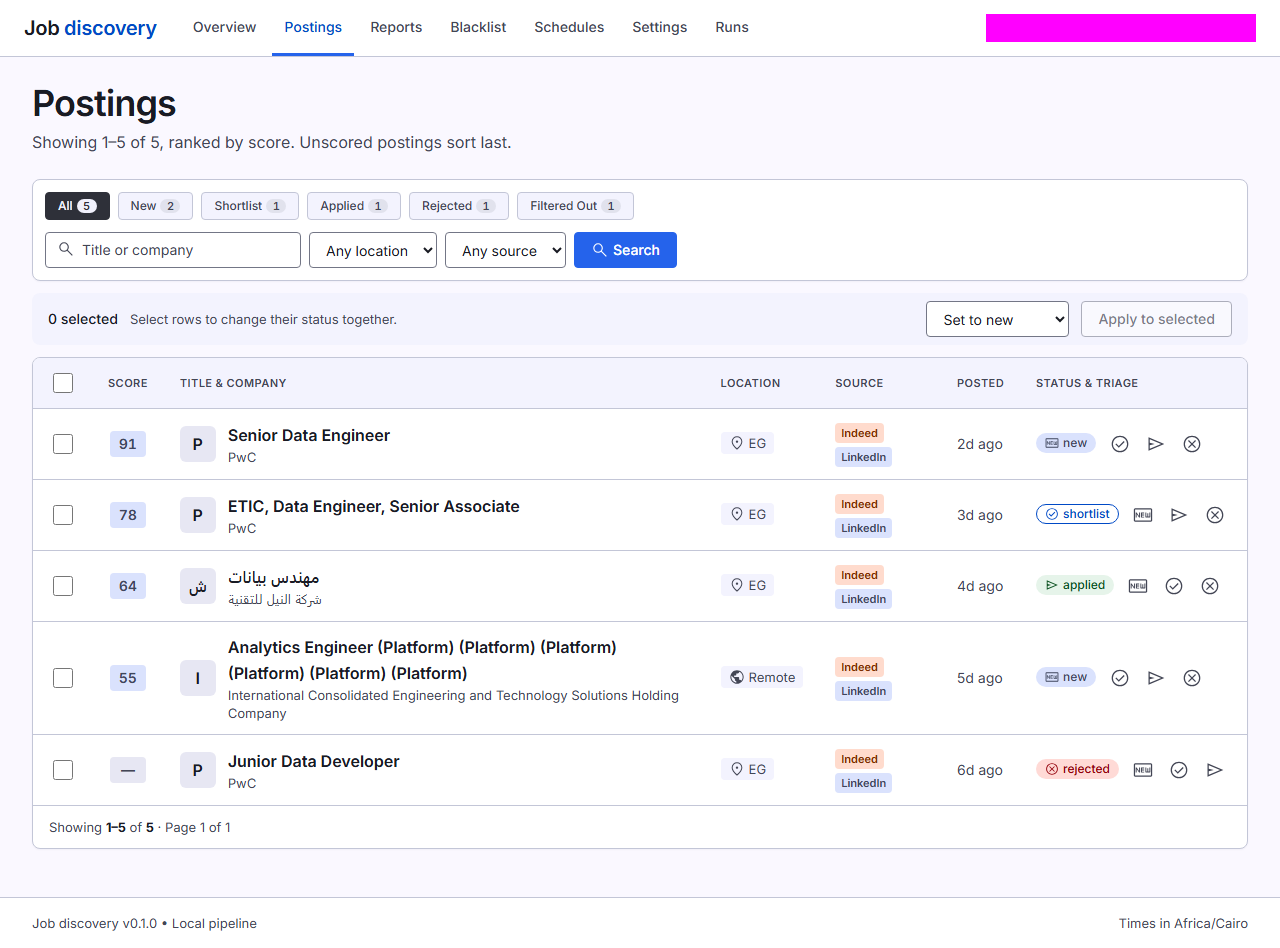 Job discovery
Overview
Postings
Reports
Blacklist
Schedules
Settings
Runs
Postings
Showing 1–5 of 5, ranked by score. Unscored postings sort last.
All 5
New 2
Shortlist 1
Applied 1
Rejected 1
Filtered Out 1
Title or company
Any location
Any source
Search
0 selected
Select rows to change their status together.
Set to new
Apply to selected
SCORE
TITLE & COMPANY
LOCATION
SOURCE
POSTED
STATUS & TRIAGE
91
P
Senior Data Engineer
PwC
EG
Indeed
LinkedIn
2d ago
NEW new
78
P
ETIC, Data Engineer, Senior Associate
PwC
EG
Indeed
LinkedIn
3d ago
shortlist
NEW
64
ش
مهندس بيانات
شركة النيل للتقنية
EG
Indeed
LinkedIn
4d ago
applied
NEW
55
I
Analytics Engineer (Platform) (Platform) (Platform)
(Platform) (Platform) (Platform)
International Consolidated Engineering and Technology Solutions Holding
Company
Remote
Indeed
LinkedIn
5d ago
NEW new
—
P
Junior Data Developer
PwC
EG
Indeed
LinkedIn
6d ago
rejected
NEW
Showing 1–5 of 5 · Page 1 of 1
Job discovery v0.1.0 • Local pipeline
Times in Africa/Cairo